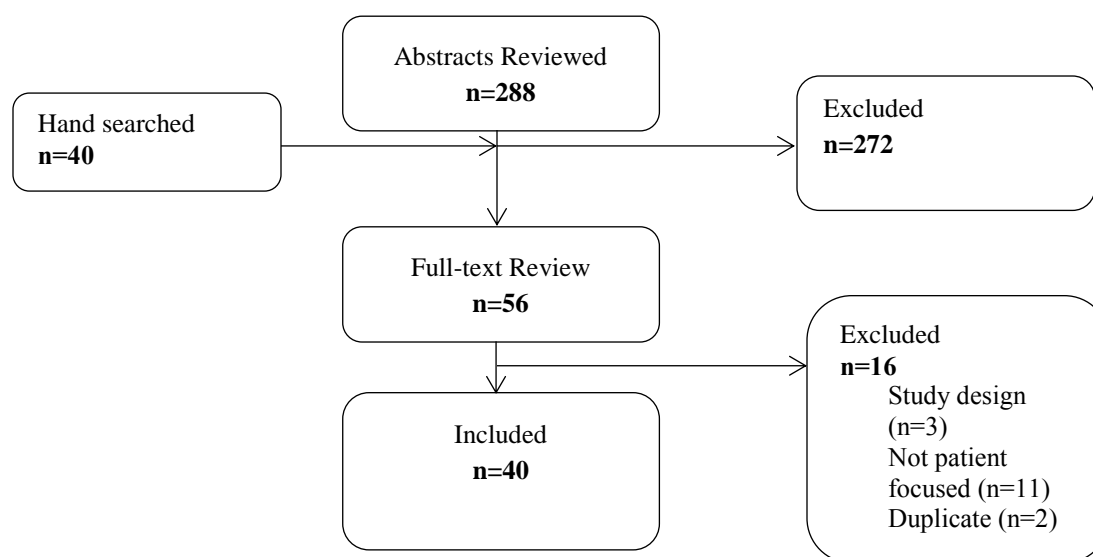 Abstracts Reviewed
n=288
Hand searched
n=40
Excluded
n=272
Full-text Review
n=56
Excluded
n=16
Study design
(n=3)
Not patient
focused (n=11)
Duplicate (n=2)
Included
n=40